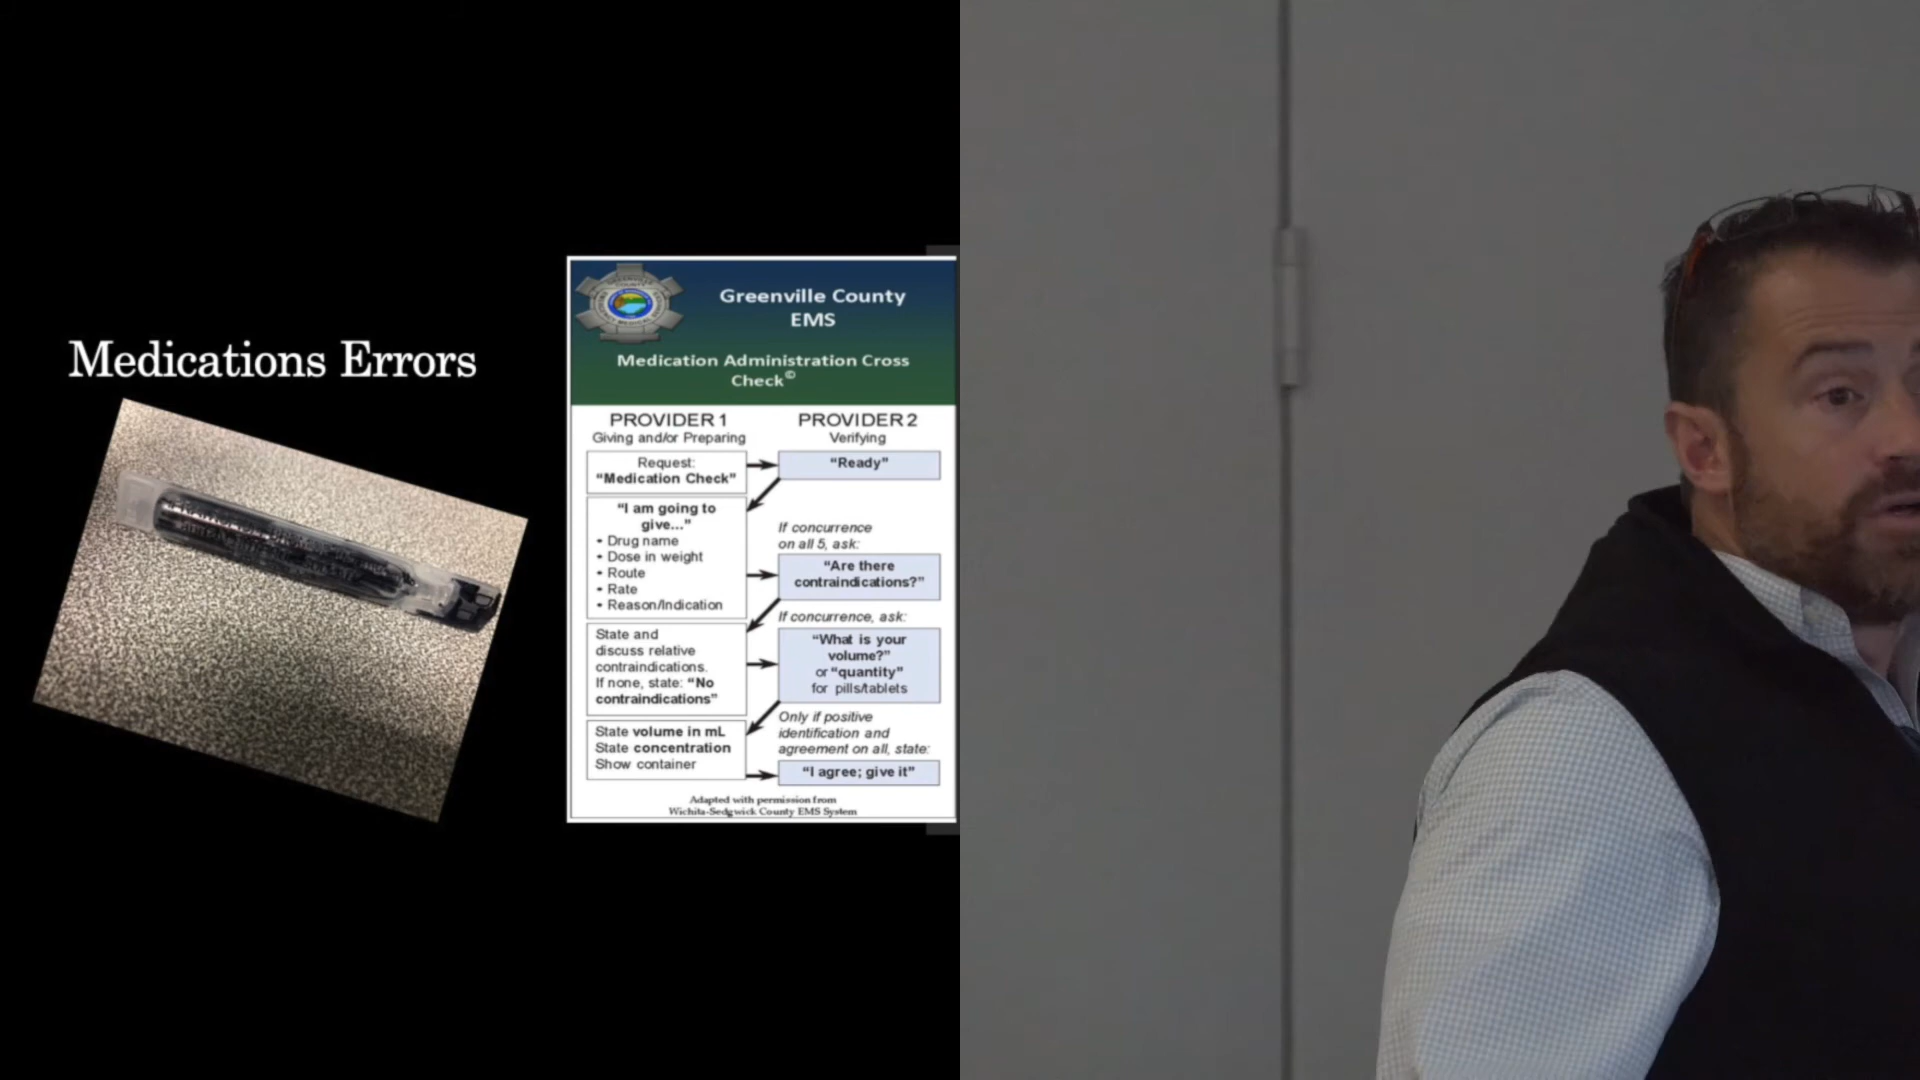 Medications Errors
Greenville County
EMS
Medication Administration Cross
Check©
PROVIDER 1
Giving and/or Preparing
Request:
“Medication Check”
“I am going to
give...”
• Drug name
• Dose in weight
• Route
• Rate
• Reason/Indication
State and
discuss relative
contraindications.
If none, state: “No
contraindications”
State volume in mL
State concentration
Show container
PROVIDER 2
Verifying
“Ready”
If concurrence
on all 5, ask:
“Are there
contraindications?”
If concurrence, ask:
“What is your
volume?”
or “quantity”
for pills/tablets
Only if positive
identification and
agreement on all, state:
“I agree; give it”
Adapted with permission from
Wichita-Sedgwick County EMS System